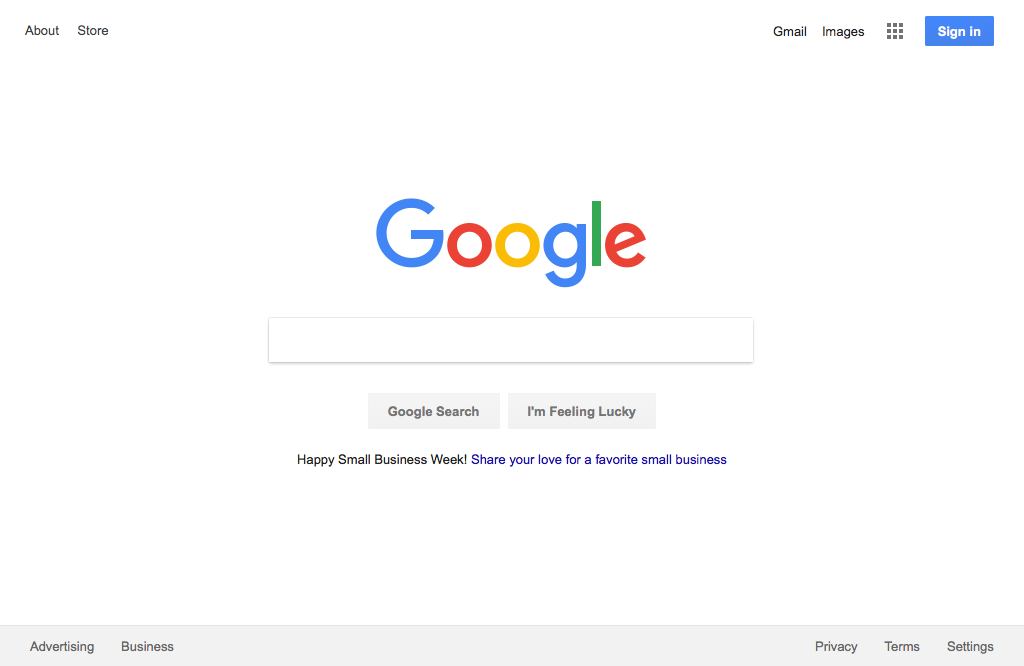 About Store Gmail Images Sign in
Google
Google Search I'm Feeling Lucky
Happy Small Business Week! Share your love for a favorite small business
Advertising Business Privacy Terms Settings